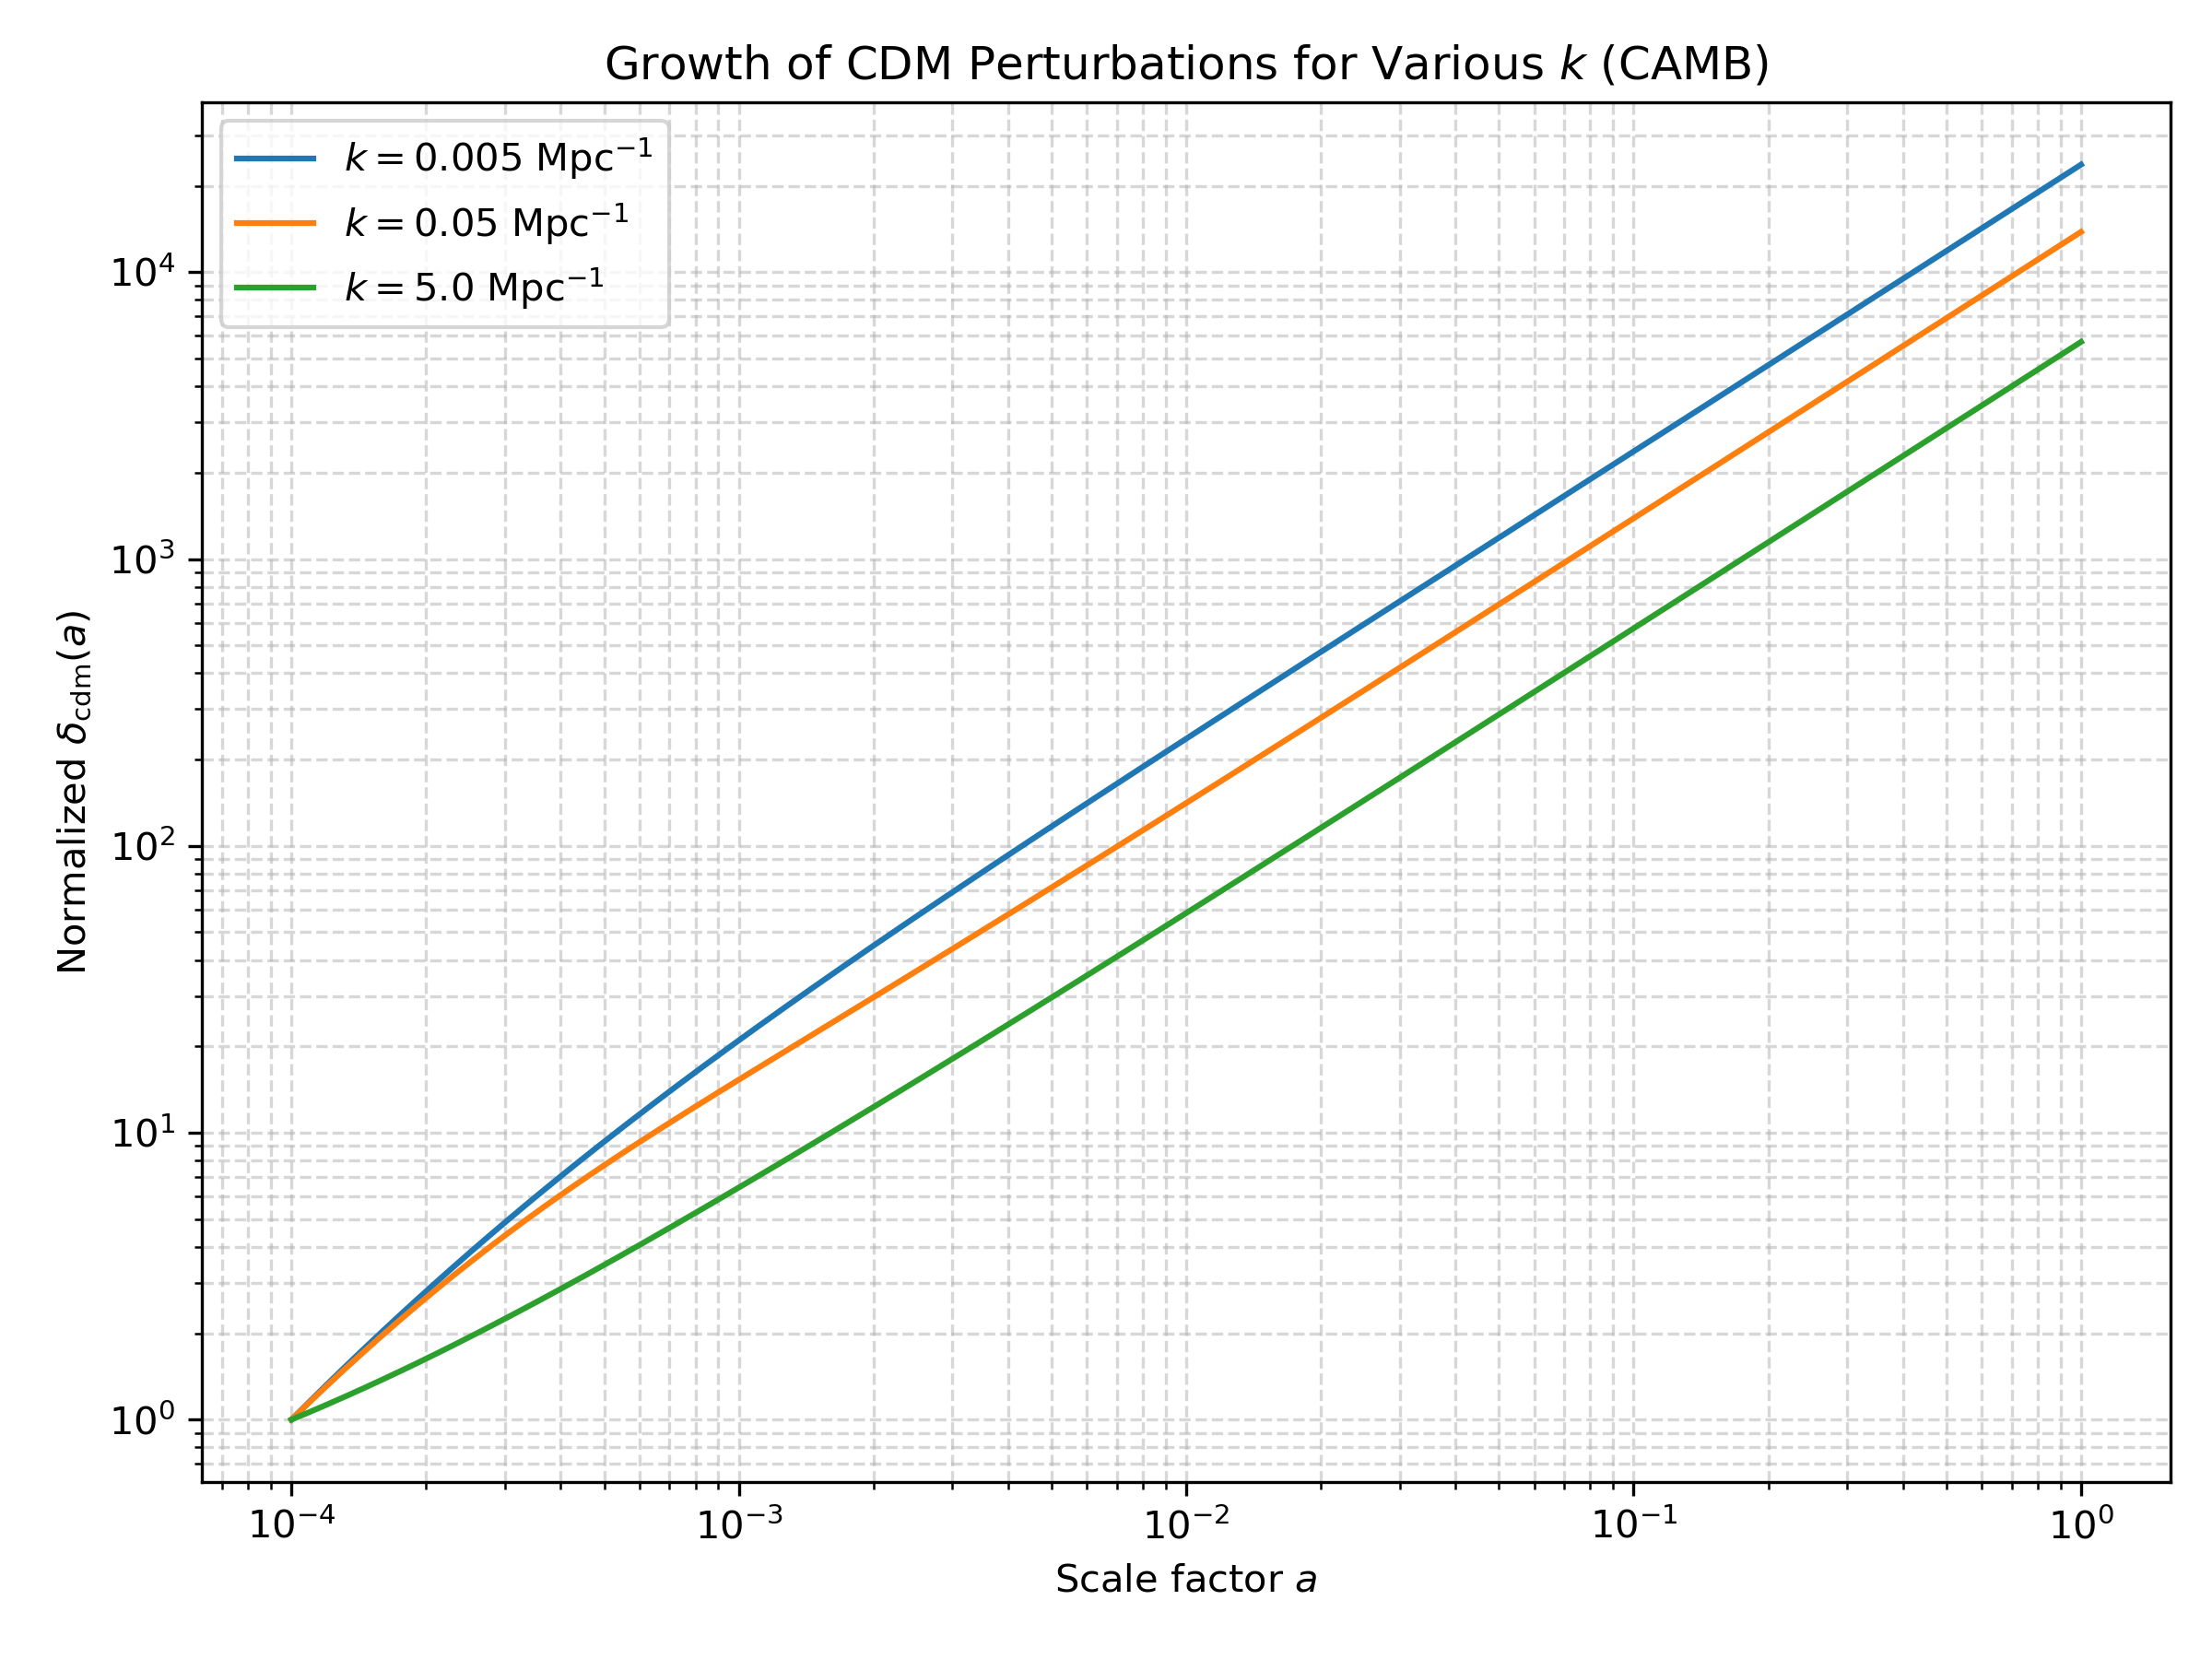 Growth of CDM Perturbations for Various k (CAMB)
k = 0.005 Mpc⁻¹
k = 0.05 Mpc⁻¹
k = 5.0 Mpc⁻¹
Normalized δ_cdm(a)
10⁴
10³
10²
10¹
10⁰
10⁻⁴ 10⁻³ 10⁻² 10⁻¹ 10⁰
Scale factor a